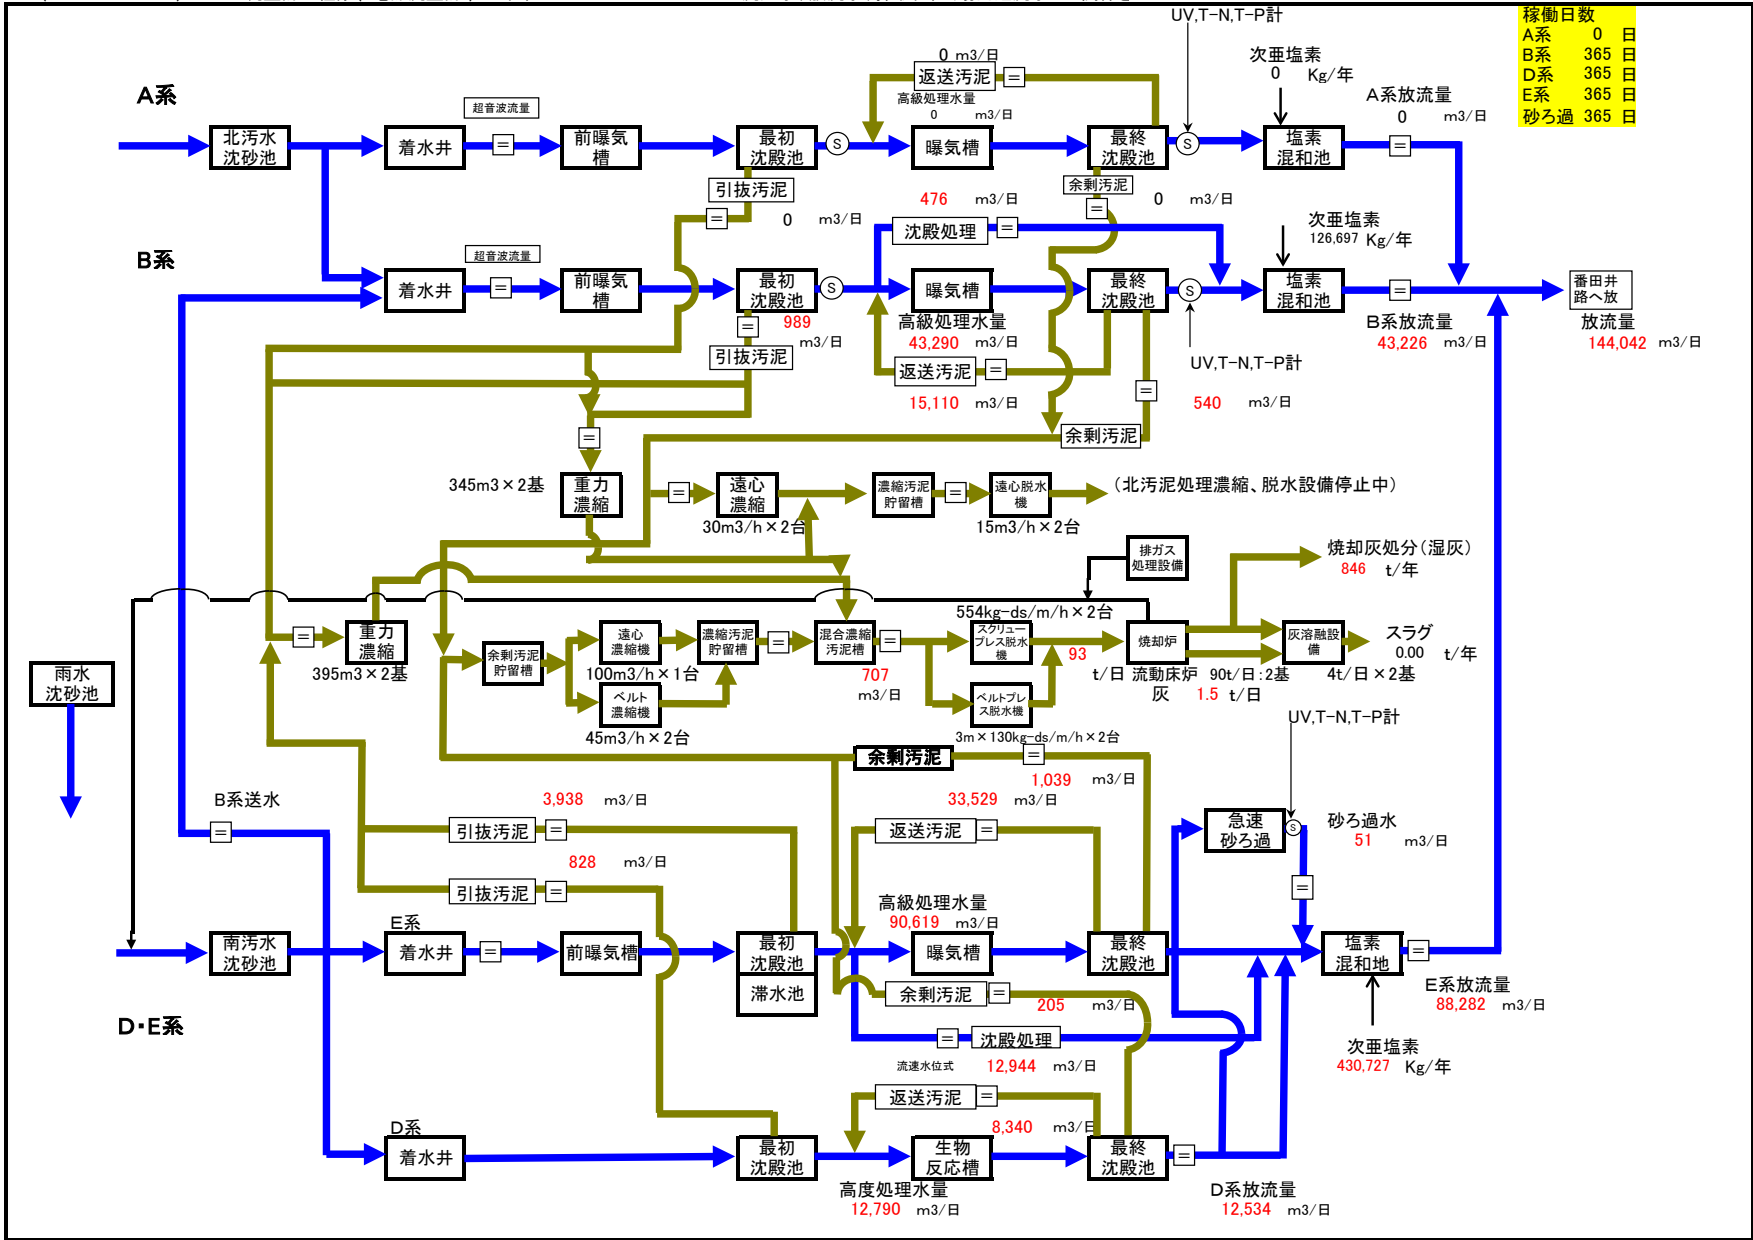 UV,T-N,T-P計
稼働日数
A系 0 日
B系 365 日
D系 365 日
E系 365 日
砂ろ過 365 日
0 m3/日
返送汚泥
=
高級処理水量
0 m3/日
次亜塩素
0 Kg/年
A系放流量
0 m3/日
A系
超音波流量
北汚水
沈砂池
着水井
=
前曝気
槽
最初
沈殿池
S
曝気槽
最終
沈殿池
S
塩素
混和池
=
引抜汚泥
=
0 m3/日
476 m3/日
沈殿処理
=
余剰汚泥
=
0 m3/日
次亜塩素
126,697 Kg/年
B系
超音波流量
着水井
=
前曝気
槽
最初
沈殿池
S
曝気槽
最終
沈殿池
S
塩素
混和池
=
番田井
路へ放
989
m3/日
=
引抜汚泥
高級処理水量
43,290 m3/日
返送汚泥
=
15,110 m3/日
UV,T-N,T-P計
B系放流量
43,226 m3/日
放流量
144,042 m3/日
=
540 m3/日
余剰汚泥
=
345m3×2基
重力
濃縮
=
遠心
濃縮
30m3/h×2台
濃縮汚泥
貯留槽
=
遠心脱水
機
15m3/h×2台
(北汚泥処理濃縮、脱水設備停止中)
排ガス
処理設備
焼却灰処分(湿灰)
846 t/年
554kg-ds/m/h×2台
=
重力
濃縮
395m3×2基
余剰汚泥
貯留槽
遠心
濃縮機
100m3/h×1台
ベルト
濃縮機
45m3/h×2台
濃縮汚泥
貯留槽
=
混合濃縮
汚泥槽
=
707
m3/日
スクリュー
プレス脱水
機
93
t/日
ベルトプレ
ス脱水機
3m×130kg-ds/m/h×2台
焼却炉
流動床炉 90t/日:2基
灰 1.5 t/日
灰溶融設
備
4t/日×2基
スラグ
0.00 t/年
雨水
沈砂池
UV,T-N,T-P計
余剰汚泥
=
1,039 m3/日
B系送水
=
3,938 m3/日
引抜汚泥
=
33,529 m3/日
返送汚泥
=
急速
砂ろ過
S
砂ろ過水
51 m3/日
=
828 m3/日
引抜汚泥
=
E系
南汚水
沈砂池
着水井
=
前曝気槽
最初
沈殿池
滞水池
高級処理水量
90,619 m3/日
曝気槽
最終
沈殿池
塩素
混和地
=
余剰汚泥
=
205 m3/日
E系放流量
88,282 m3/日
D・E系
=
沈殿処理
流速水位式 12,944 m3/日
次亜塩素
430,727 Kg/年
返送汚泥
=
8,340 m3/日
D系
着水井
最初
沈殿池
生物
反応槽
最終
沈殿池
=
高度処理水量
12,790 m3/日
D系放流量
12,534 m3/日